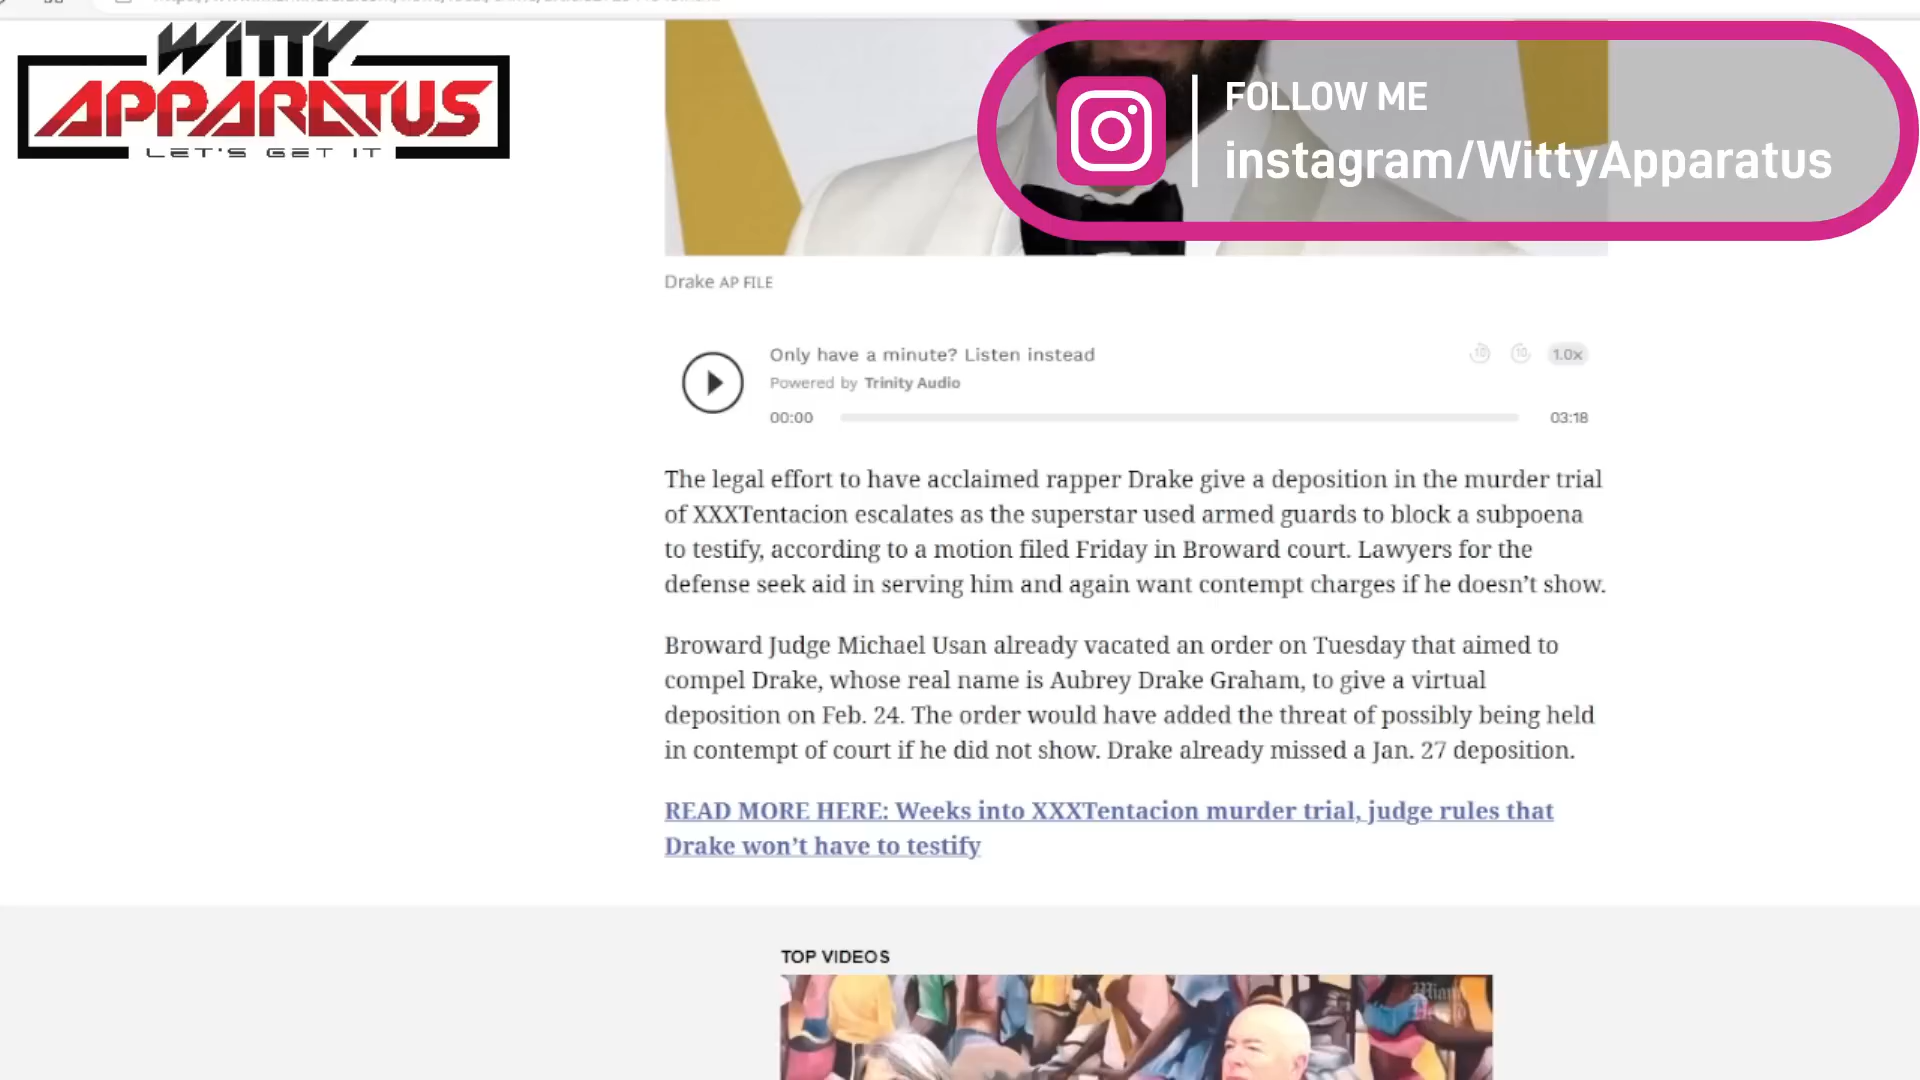 WITTY
APPARATUS
LET'S GET IT
FOLLOW ME
instagram/WittyApparatus
Drake AP FILE
Only have a minute? Listen instead
10 10 1.0x
Powered by Trinity Audio
00:00 03:18
The legal effort to have acclaimed rapper Drake give a deposition in the murder trial
of XXXTentacion escalates as the superstar used armed guards to block a subpoena
to testify, according to a motion filed Friday in Broward court. Lawyers for the
defense seek aid in serving him and again want contempt charges if he doesn’t show.
Broward Judge Michael Usan already vacated an order on Tuesday that aimed to
compel Drake, whose real name is Aubrey Drake Graham, to give a virtual
deposition on Feb. 24. The order would have added the threat of possibly being held
in contempt of court if he did not show. Drake already missed a Jan. 27 deposition.
READ MORE HERE: Weeks into XXXTentacion murder trial, judge rules that
Drake won’t have to testify
TOP VIDEOS